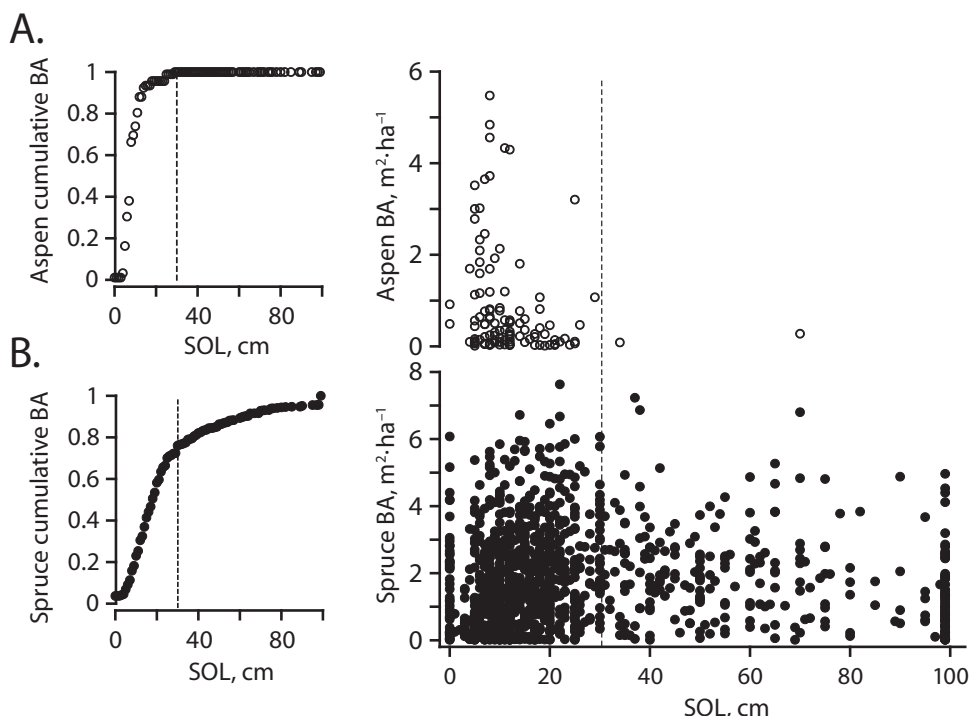 A.
Aspen cumulative BA
1
0.8
0.6
0.4
0.2
0
0 40 80
SOL, cm
Aspen BA, m²·ha⁻¹
6
4
2
0
B.
Spruce cumulative BA
1
0.8
0.6
0.4
0.2
0
0 40 80
SOL, cm
Spruce BA, m²·ha⁻¹
8
6
4
2
0
0 20 40 60 80 100
SOL, cm